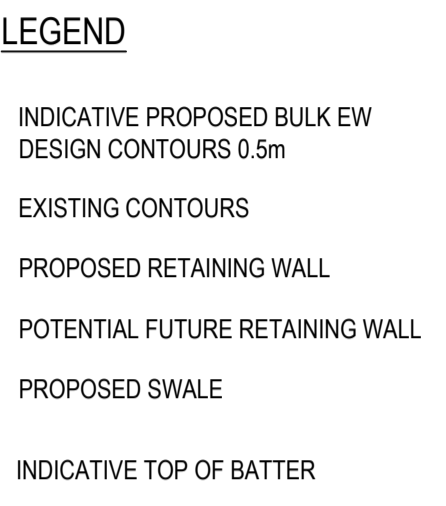 LEGEND
INDICATIVE PROPOSED BULK EW
DESIGN CONTOURS 0.5m
EXISTING CONTOURS
PROPOSED RETAINING WALL
POTENTIAL FUTURE RETAINING WALL
PROPOSED SWALE
INDICATIVE TOP OF BATTER